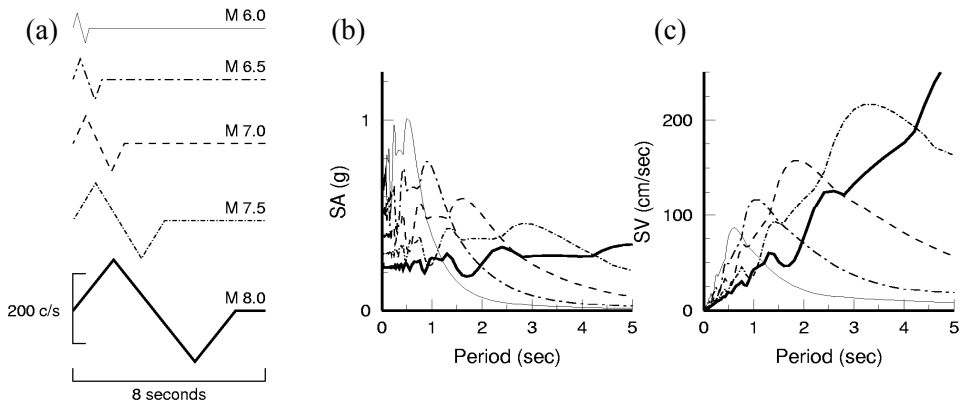 (a)
M 6.0
M 6.5
M 7.0
M 7.5
M 8.0
200 c/s
8 seconds
(b)
SA (g)
1
0
0 1 2 3 4 5
Period (sec)
(c)
SV (cm/sec)
200
100
0
0 1 2 3 4 5
Period (sec)